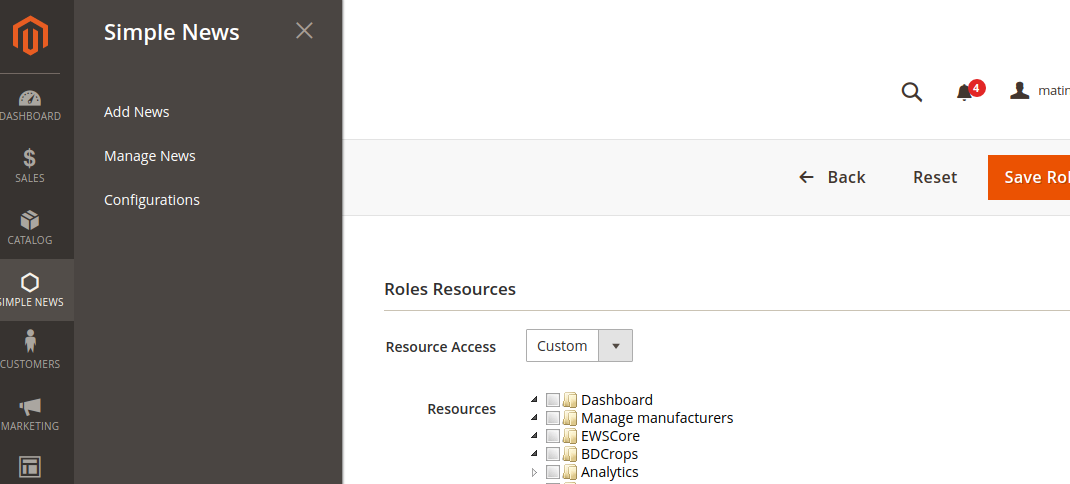 Simple News
Add News
Manage News
Configurations
DASHBOARD
SALES
CATALOG
SIMPLE NEWS
CUSTOMERS
MARKETING
4
matin
Back
Reset
Save Rol
Roles Resources
Resource Access
Custom
Resources
Dashboard
Manage manufacturers
EWSCore
BDCrops
Analytics